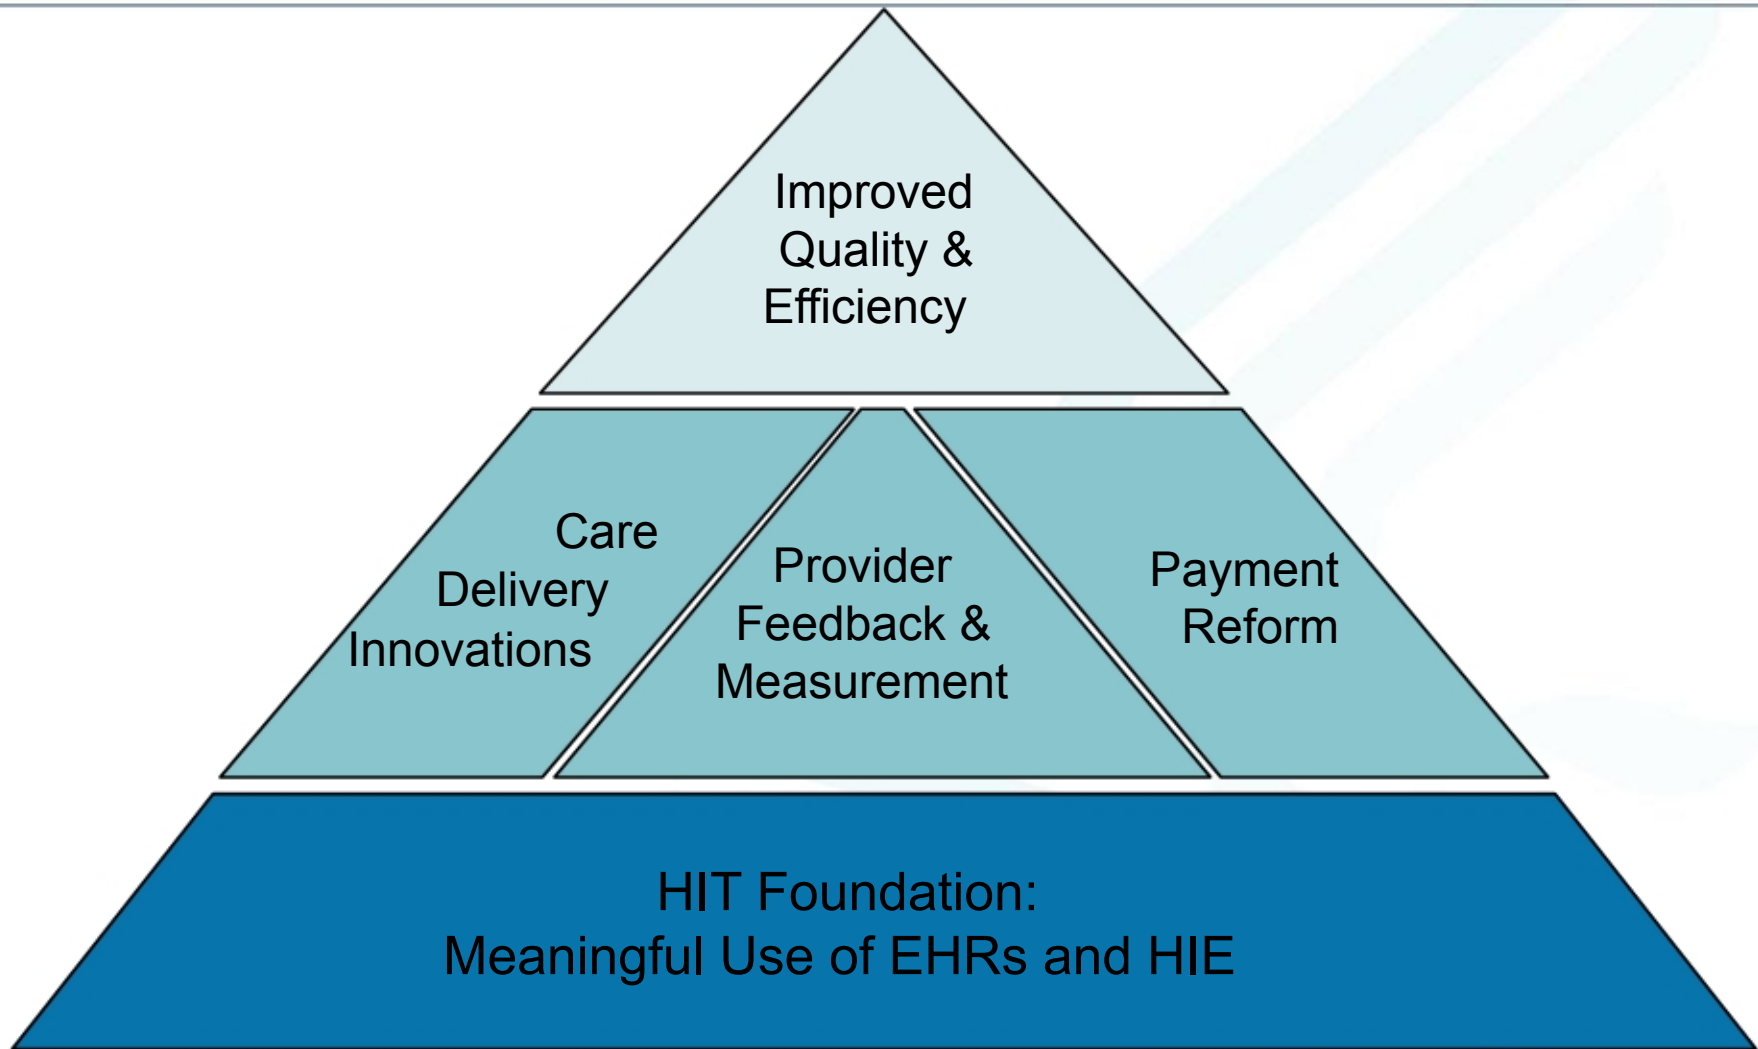 Improved
Quality &
Efficiency
Care
Delivery
Innovations
Provider
Feedback &
Measurement
Payment
Reform
HIT Foundation:
Meaningful Use of EHRs and HIE